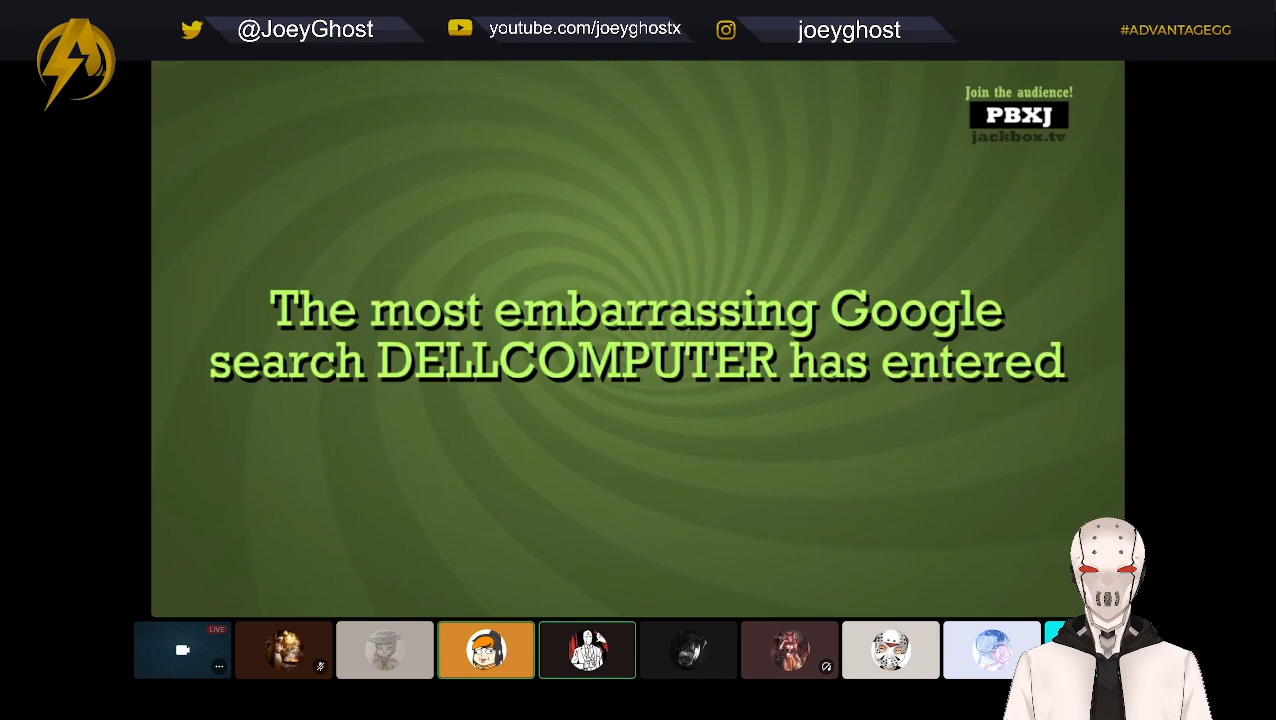 @JoeyGhost
youtube.com/joeyghostx
joeyghost
#ADVANTAGEGG
Join the audience!
PBXJ
jackbox.tv
The most embarrassing Google
search DELLCOMPUTER has entered
LIVE